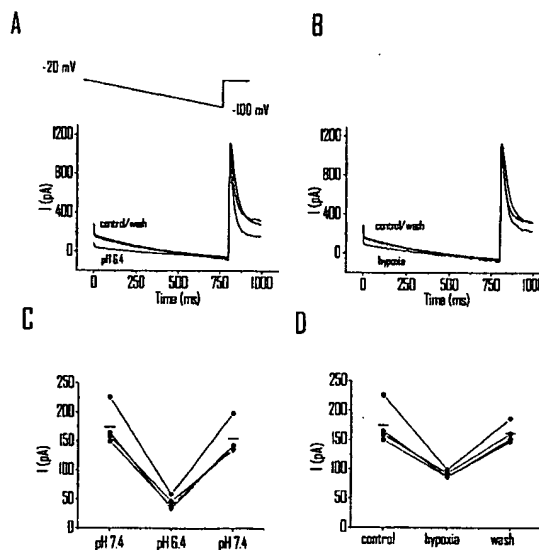 A
-20 mV
-100 mV
I (pA)
1200
800
400
0
control/wash
pH 6.4
0 250 500 750 1000
Time (ms)
B
I (pA)
1200
800
400
0
control/wash
hypoxia
0 250 500 750 1000
Time (ms)
C
I (pA)
250
200
150
100
50
0
pH 7.4 pH 6.4 pH 7.4
D
I (pA)
250
200
150
100
50
0
control hypoxia wash